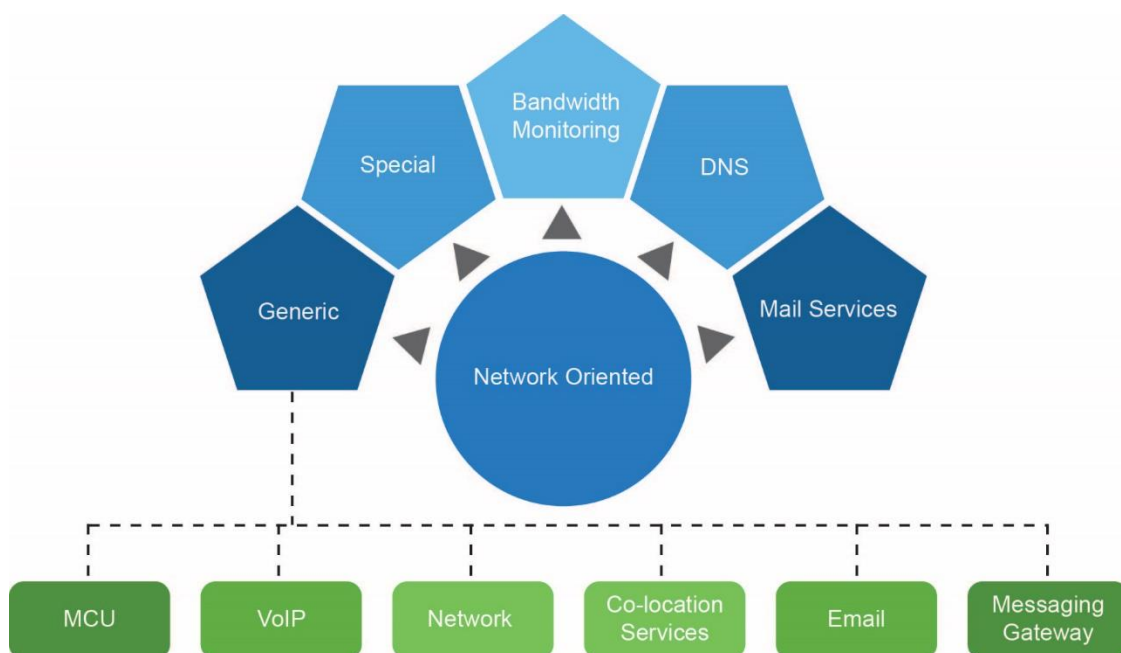 Bandwidth
Monitoring
Special
DNS
Generic
Mail Services
Network Oriented
MCU
VoIP
Network
Co-location
Services
Email
Messaging
Gateway